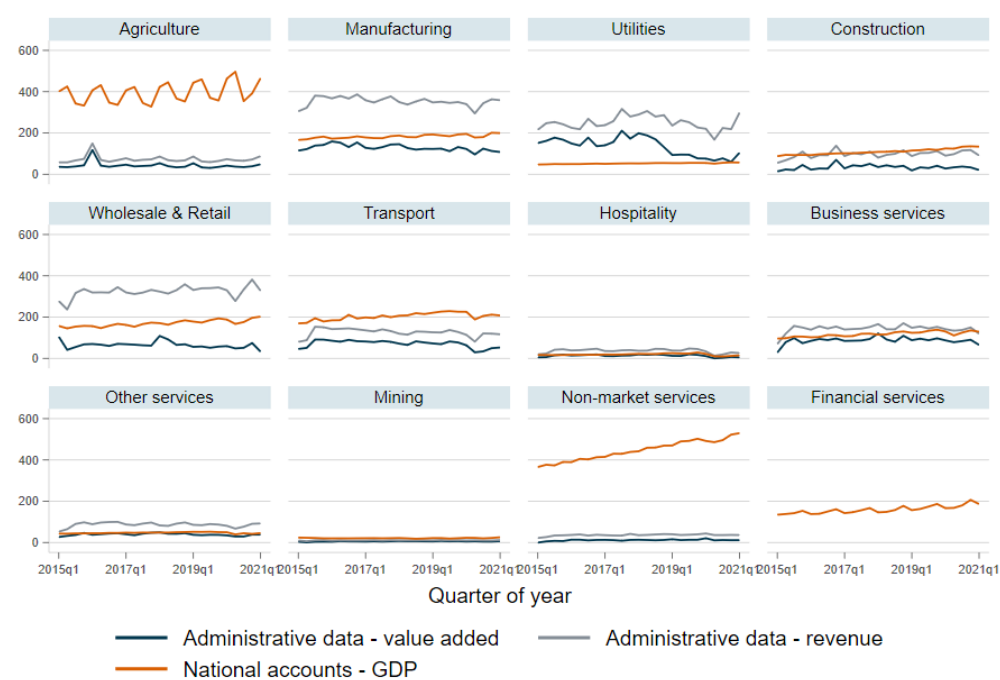 Agriculture Manufacturing Utilities Construction
600
400
200
0
Wholesale & Retail Transport Hospitality Business services
600
400
200
0
Other services Mining Non-market services Financial services
600
400
200
0
2015q1 2017q1 2019q1 2021q1 2015q1 2017q1 2019q1 2021q1 2015q1 2017q1 2019q1 2021q1 2015q1 2017q1 2019q1 2021q1
Quarter of year
Administrative data - value added Administrative data - revenue
National accounts - GDP